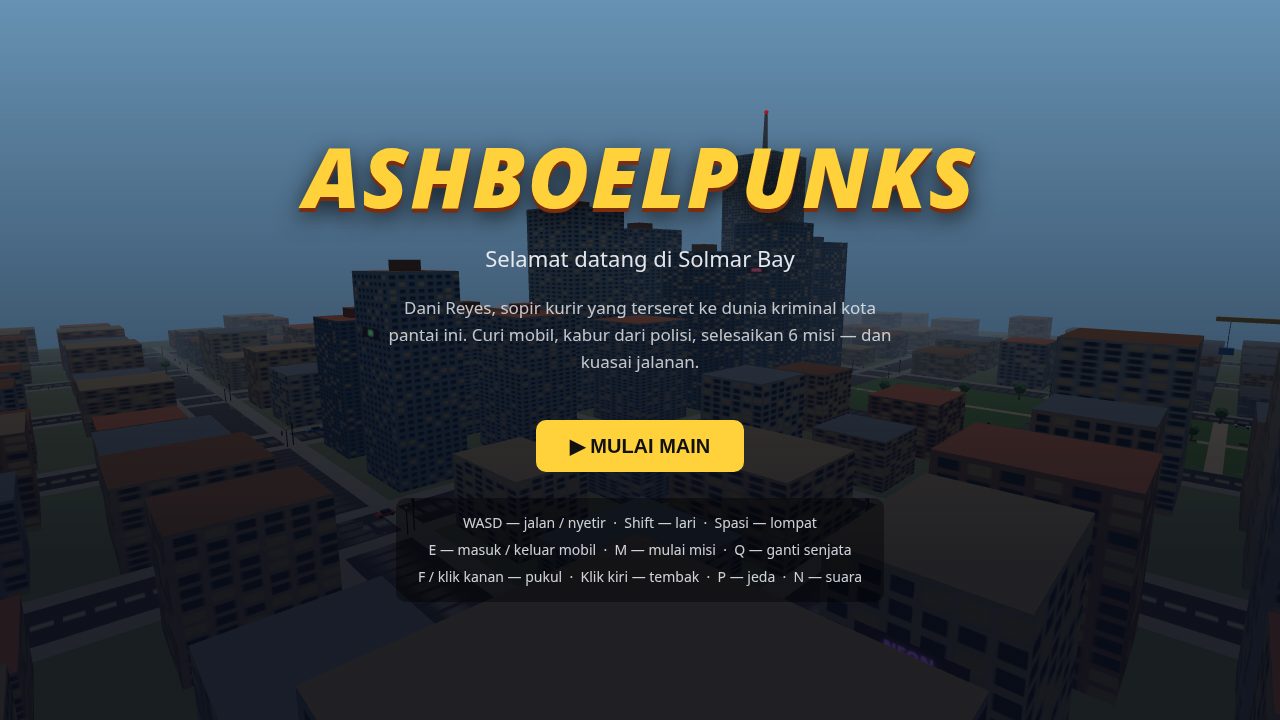 ASHBOELPUNKS
Selamat datang di Solmar Bay
Dani Reyes, sopir kurir yang terseret ke dunia kriminal kota
pantai ini. Curi mobil, kabur dari polisi, selesaikan 6 misi — dan
kuasai jalanan.
▶ MULAI MAIN
WASD — jalan / nyetir · Shift — lari · Spasi — lompat
E — masuk / keluar mobil · M — mulai misi · Q — ganti senjata
F / klik kanan — pukul · Klik kiri — tembak · P — jeda · N — suara
NEON